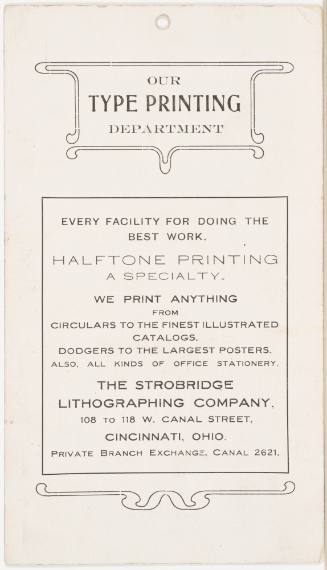 OUR
TYPE PRINTING
DEPARTMENT
EVERY FACILITY FOR DOING THE
BEST WORK.
HALFTONE PRINTING
A SPECIALTY.
WE PRINT ANYTHING
FROM
CIRCULARS TO THE FINEST ILLUSTRATED
CATALOGS.
DODGERS TO THE LARGEST POSTERS.
ALSO, ALL KINDS OF OFFICE STATIONERY.
THE STROBRIDGE
LITHOGRAPHING COMPANY,
108 TO 118 W. CANAL STREET,
CINCINNATI, OHIO.
PRIVATE BRANCH EXCHANGE, CANAL 2621.